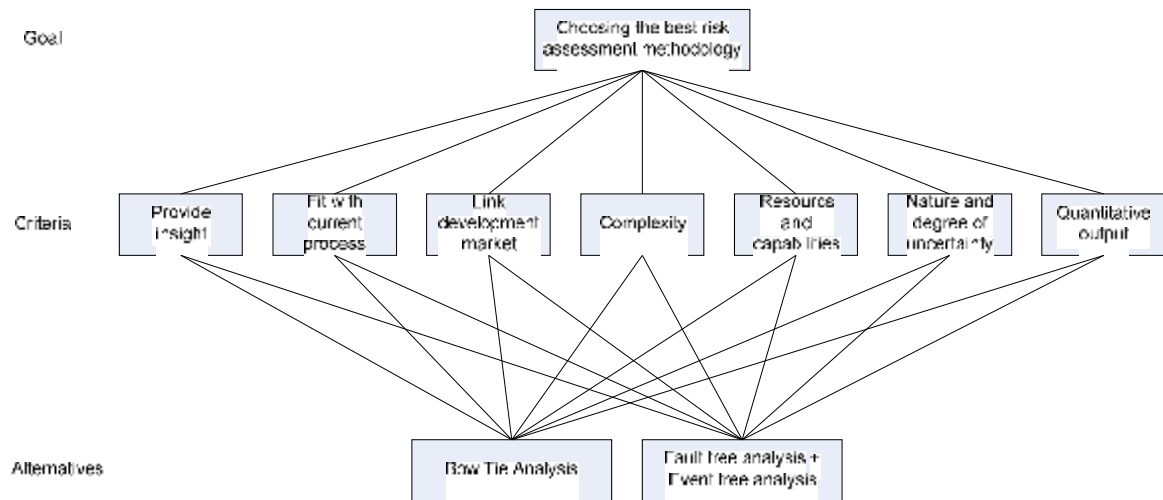 Goal
Choosing the best risk
assessment methodology
Criteria
Provide
insight
Fit with
current
process
Link
development
market
Complexity
Resource
and
capabilities
Nature and
degree of
uncertainty
Quantitative
output
Alternatives
Bow Tie Analysis
Fault tree analysis +
Event tree analysis